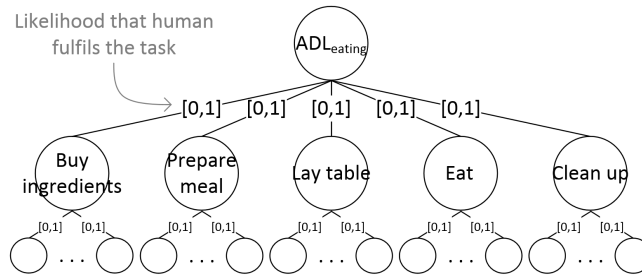 Likelihood that human
fulfils the task
ADLeating
[0,1] [0,1] [0,1] [0,1] [0,1]
Buy
ingredients
Prepare
meal
Lay table
Eat
Clean up
[0,1] [0,1] [0,1] [0,1] [0,1] [0,1] [0,1] [0,1] [0,1] [0,1]
. . . . . . . . . . . . . . .